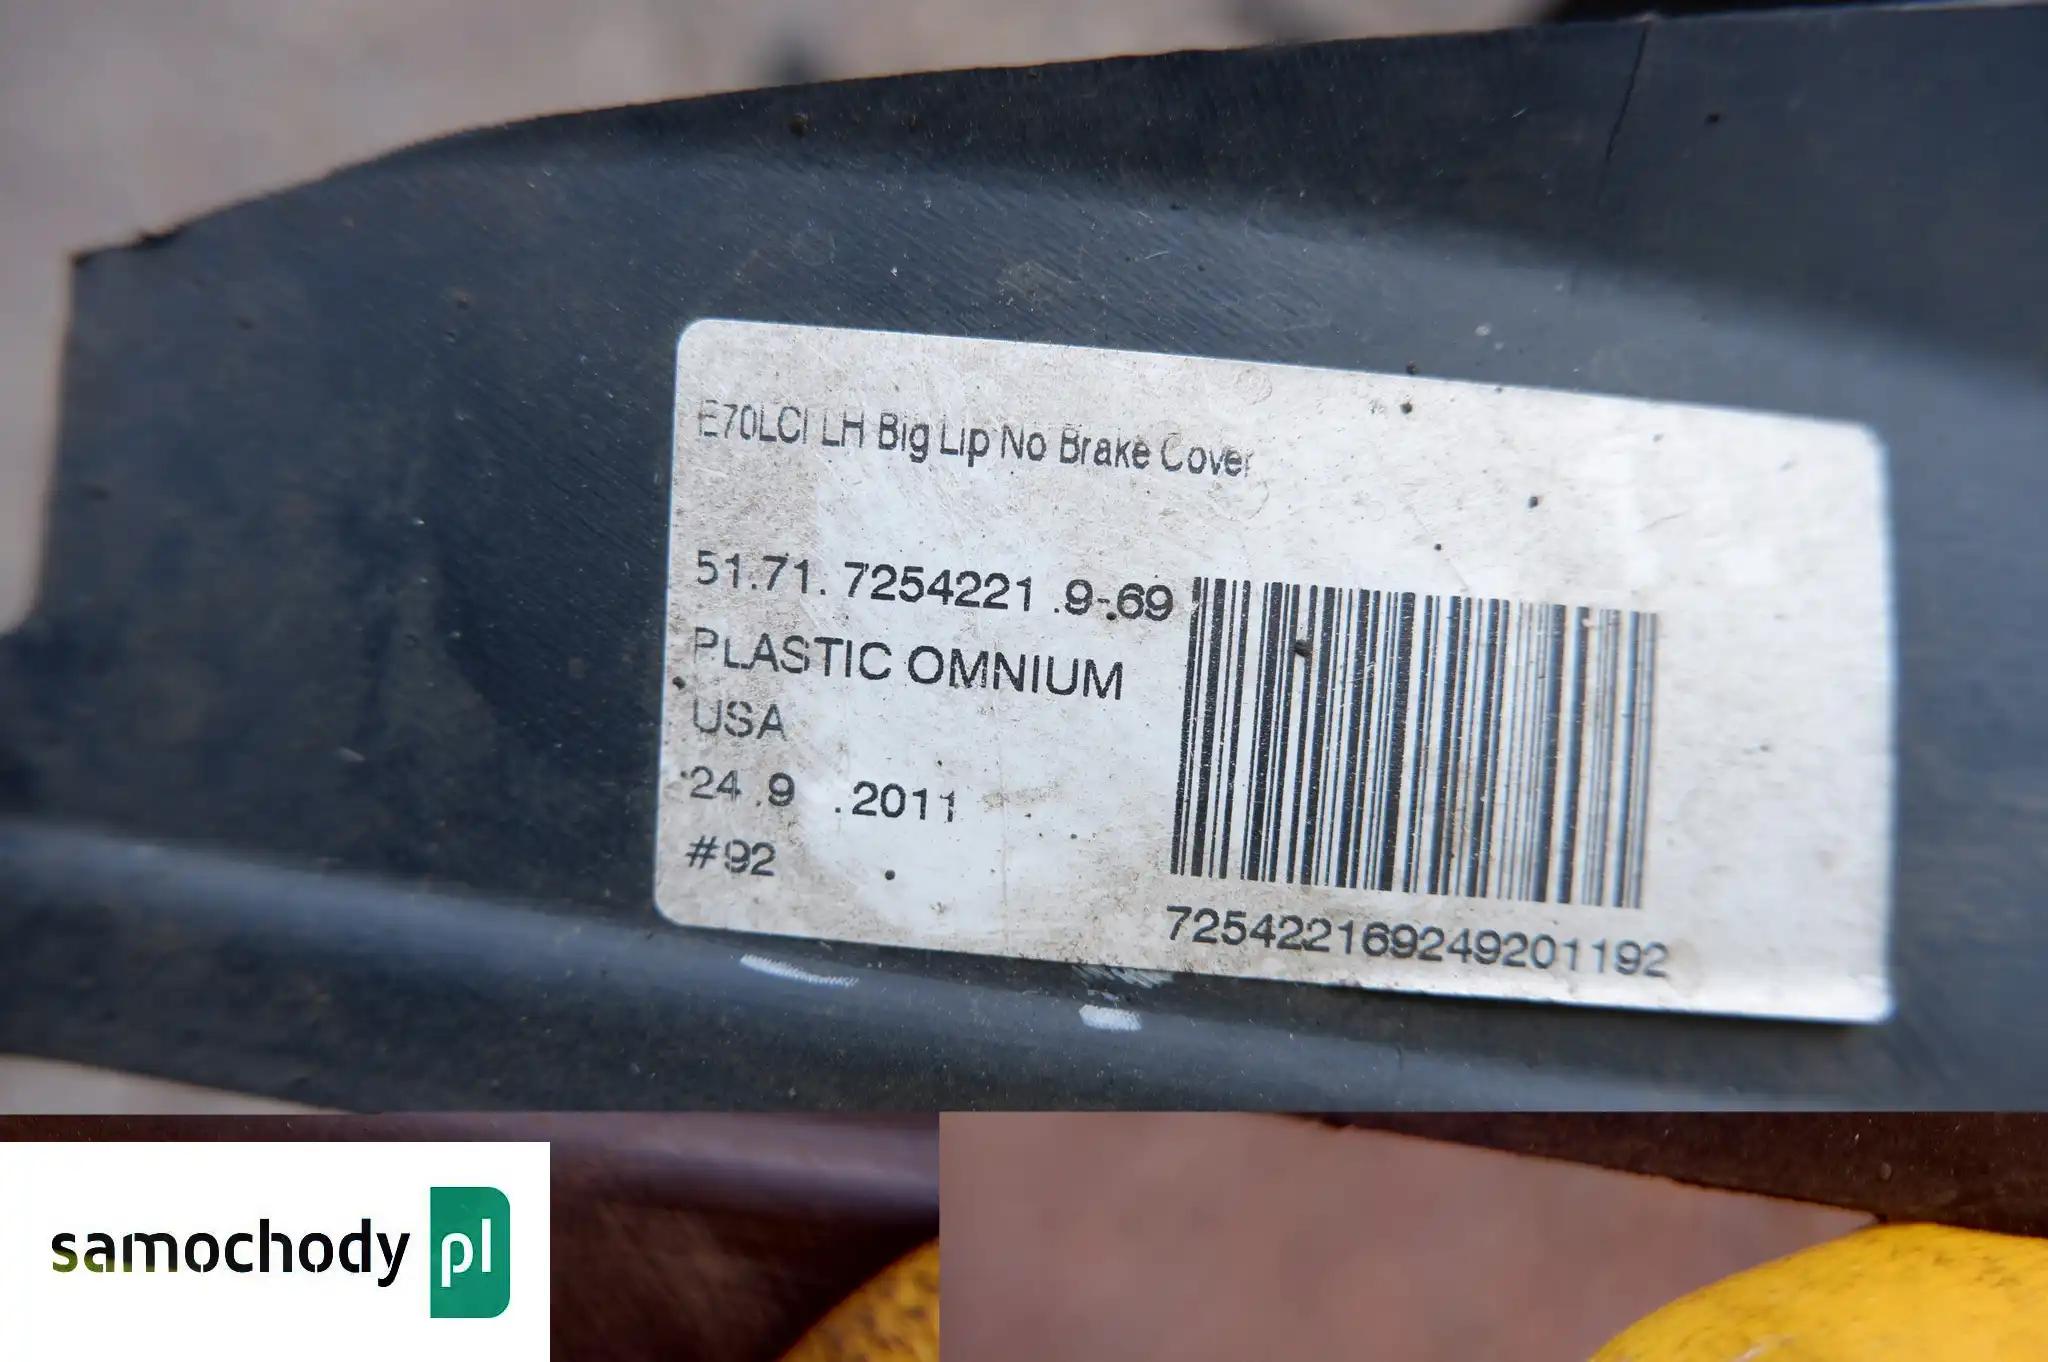 E70LCI LH Big Lip No Brake Cover
51.71. 7254221 .9-.69
PLASTIC OMNIUM
USA
24 .9 .2011
#92
725422169249201192
samochody pl